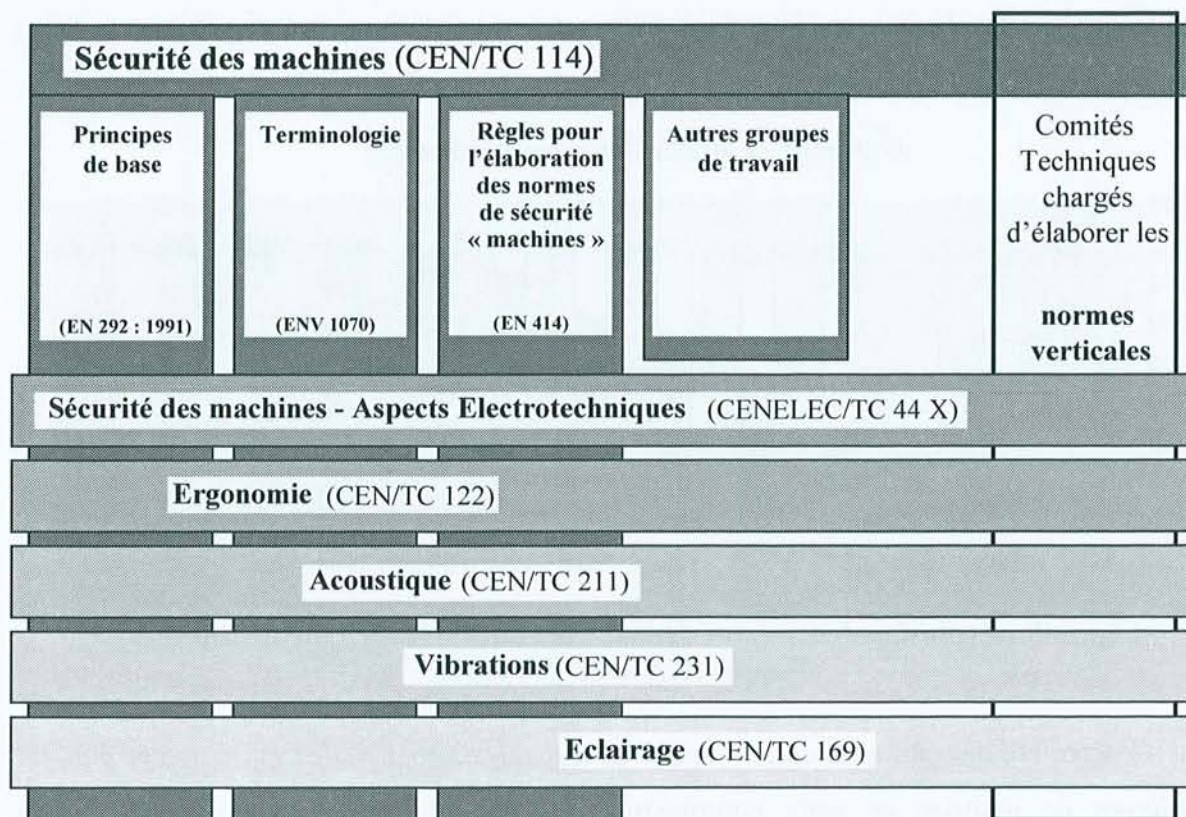 Sécurité des machines (CEN/TC 114)
Principes
de base
(EN 292 : 1991)
Terminologie
(ENV 1070)
Règles pour
l'élaboration
des normes
de sécurité
« machines »
(EN 414)
Autres groupes
de travail
Comités
Techniques
chargés
d'élaborer les
normes
verticales
Sécurité des machines - Aspects Electrotechniques (CENELEC/TC 44 X)
Ergonomie (CEN/TC 122)
Acoustique (CEN/TC 211)
Vibrations (CEN/TC 231)
Eclairage (CEN/TC 169)